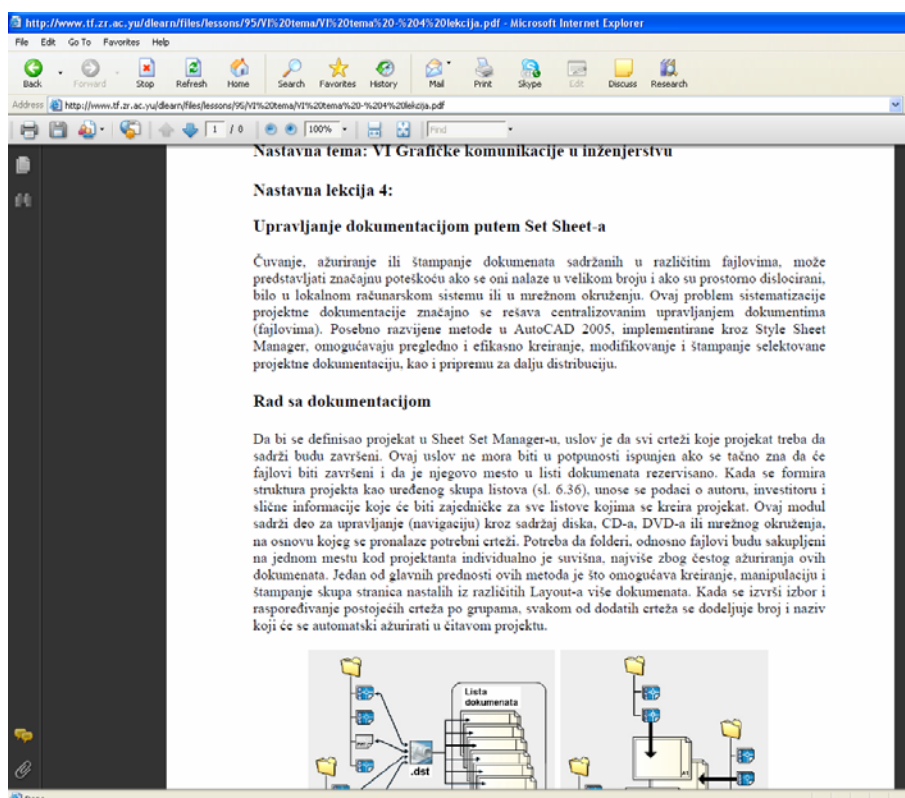 http://www.tf.zr.ac.yu/dlearn/files/lessons/95/VI%20tema/VI%20tema%20-%204%20lekcija.pdf - Microsoft Internet Explorer
File Edit Go To Favorites Help
Back Forward Stop Refresh Home Search Favorites History Mail Print Skype Edit Discuss Research
Address http://www.tf.zr.ac.yu/dlearn/files/lessons/95/VI%20tema/VI%20tema%20-%204%20lekcija.pdf
1 / 0 100% Find
Nastavna tema: VI Grafičke komunikacije u inženjerstvu
Nastavna lekcija 4:
Upravljanje dokumentacijom putem Set Sheet-a
Čuvanje, ažuriranje ili štampanje dokumenata sadržanih u različitim fajlovima, može
predstavljati značajnu poteškoću ako se oni nalaze u velikom broju i ako su prostorno dislocirani,
bilo u lokalnom računarskom sistemu ili u mrežnom okruženju. Ovaj problem sistematizacije
projektne dokumentacije značajno se rešava centralizovanim upravljanjem dokumentima
(fajlovima). Posebno razvijene metode u AutoCAD 2005, implementirane kroz Style Sheet
Manager, omogućavaju pregledno i efikasno kreiranje, modifikovanje i štampanje selektovane
projektne dokumentaciju, kao i pripremu za dalju distribuciju.
Rad sa dokumentacijom
Da bi se definisao projekat u Sheet Set Manager-u, uslov je da svi crteži koje projekat treba da
sadrži budu završeni. Ovaj uslov ne mora biti u potpunosti ispunjen ako se tačno zna da će
fajlovi biti završeni i da je njegovo mesto u listi dokumenata rezervisano. Kada se formira
struktura projekta kao uređenog skupa listova (sl. 6.36), unose se podaci o autoru, investitoru i
slične informacije koje će biti zajedničke za sve listove kojima se kreira projekat. Ovaj modul
sadrži deo za upravljanje (navigaciju) kroz sadržaj diska, CD-a, DVD-a ili mrežnog okruženja,
na osnovu kojeg se pronalaze potrebni crteži. Potreba da folderi, odnosno fajlovi budu sakupljeni
na jednom mestu kod projektanta individualno je suvišna, najviše zbog čestog ažuriranja ovih
dokumenata. Jedan od glavnih prednosti ovih metoda je što omogućava kreiranje, manipulaciju i
štampanje skupa stranica nastalih iz različitih Layout-a više dokumenata. Kada se izvrši izbor i
raspoređivanje postojećih crteža po grupama, svakom od dodatih crteža se dodeljuje broj i naziv
koji će se automatski ažurirati u čitavom projektu.
Lista
dokumenata
.dst